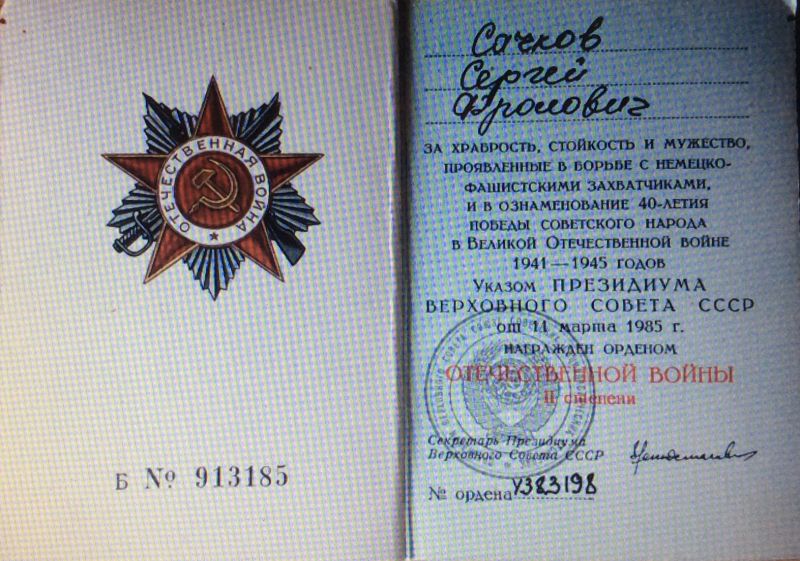 ОТЕЧЕСТВЕННАЯ ВОЙНА
Б № 913185
Сачков
Сергей
Фролович
ЗА ХРАБРОСТЬ, СТОЙКОСТЬ И МУЖЕСТВО,
ПРОЯВЛЕННЫЕ В БОРЬБЕ С НЕМЕЦКО-
ФАШИСТСКИМИ ЗАХВАТЧИКАМИ,
И В ОЗНАМЕНОВАНИЕ 40-ЛЕТИЯ
ПОБЕДЫ СОВЕТСКОГО НАРОДА
В ВЕЛИКОЙ ОТЕЧЕСТВЕННОЙ ВОЙНЕ
1941—1945 ГОДОВ
УКАЗОМ ПРЕЗИДИУМА
ВЕРХОВНОГО СОВЕТА СССР
от 11 марта 1985 г.
НАГРАЖДЕН ОРДЕНОМ
ОТЕЧЕСТВЕННОЙ ВОЙНЫ
II степени
Секретарь Президиума
Верховного Совета СССР
№ ордена 4383198